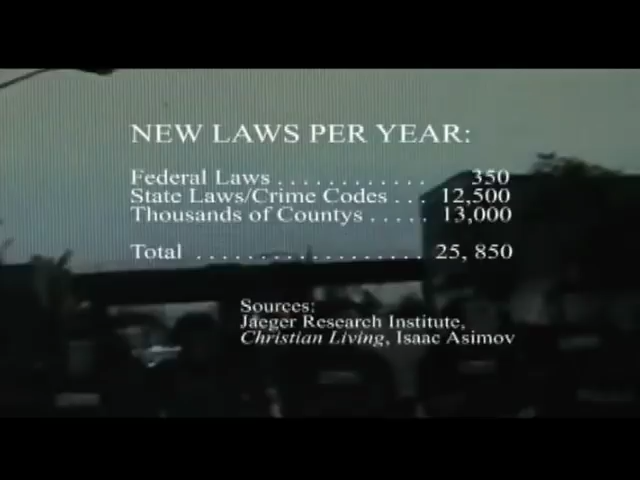 NEW LAWS PER YEAR:
Federal Laws . . . . . . . . . . . . 350
State Laws/Crime Codes . . . 12,500
Thousands of Countys . . . . . 13,000
Total . . . . . . . . . . . . . . . . . . 25, 850
Sources:
Jaeger Research Institute,
Christian Living, Isaac Asimov